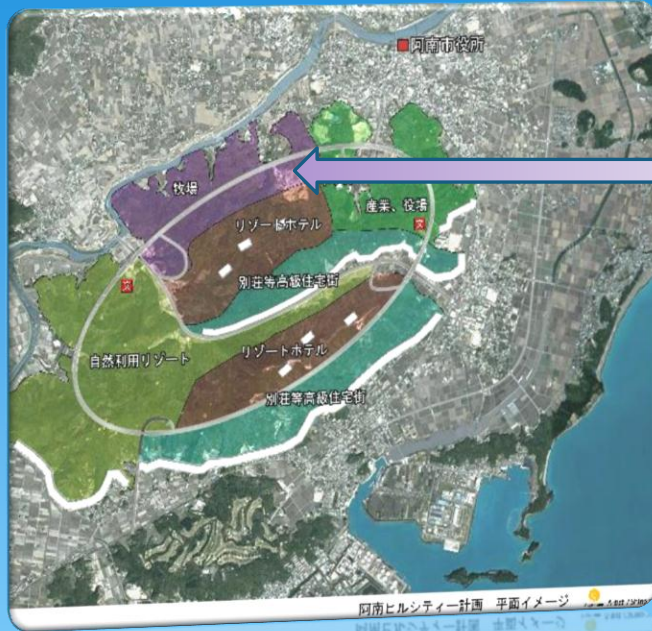 阿南市役所
牧場
産業、役場
リゾートホテル
文
別荘等高級住宅街
文
自然利用リゾート
リゾートホテル
別荘等高級住宅街
阿南ヒルシティー計画 平面イメージ